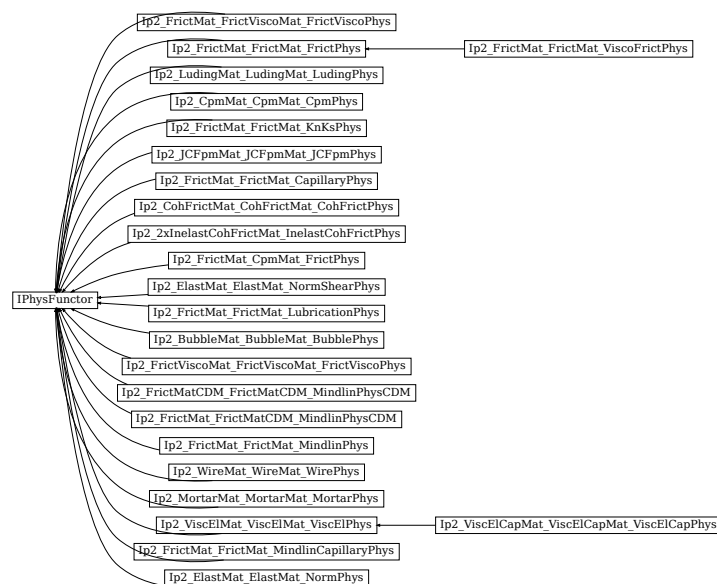 Ip2_FrictMat_FrictViscoMat_FrictViscoPhys
Ip2_FrictMat_FrictMat_FrictPhys
Ip2_FrictMat_FrictMat_ViscoFrictPhys
Ip2_LudingMat_LudingMat_LudingPhys
Ip2_CpmMat_CpmMat_CpmPhys
Ip2_FrictMat_FrictMat_KnKsPhys
Ip2_JCFpmMat_JCFpmMat_JCFpmPhys
Ip2_FrictMat_FrictMat_CapillaryPhys
Ip2_CohFrictMat_CohFrictMat_CohFrictPhys
Ip2_2xInelastCohFrictMat_InelastCohFrictPhys
Ip2_FrictMat_CpmMat_FrictPhys
Ip2_ElastMat_ElastMat_NormShearPhys
IPhysFunctor
Ip2_FrictMat_FrictMat_LubricationPhys
Ip2_BubbleMat_BubbleMat_BubblePhys
Ip2_FrictViscoMat_FrictViscoMat_FrictViscoPhys
Ip2_FrictMatCDM_FrictMatCDM_MindlinPhysCDM
Ip2_FrictMat_FrictMatCDM_MindlinPhysCDM
Ip2_FrictMat_FrictMat_MindlinPhys
Ip2_WireMat_WireMat_WirePhys
Ip2_MortarMat_MortarMat_MortarPhys
Ip2_ViscElMat_ViscElMat_ViscElPhys
Ip2_ViscElCapMat_ViscElCapMat_ViscElCapPhys
Ip2_FrictMat_FrictMat_MindlinCapillaryPhys
Ip2_ElastMat_ElastMat_NormPhys